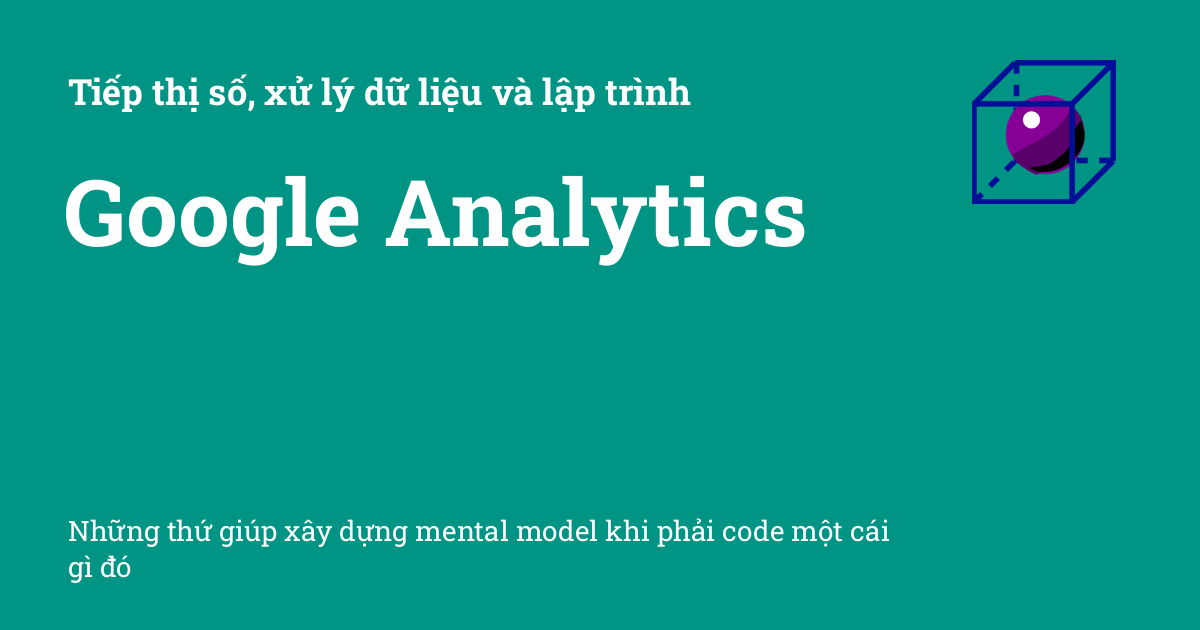 Tiếp thị số, xử lý dữ liệu và lập trình
Google Analytics
Những thứ giúp xây dựng mental model khi phải code một cái
gì đó